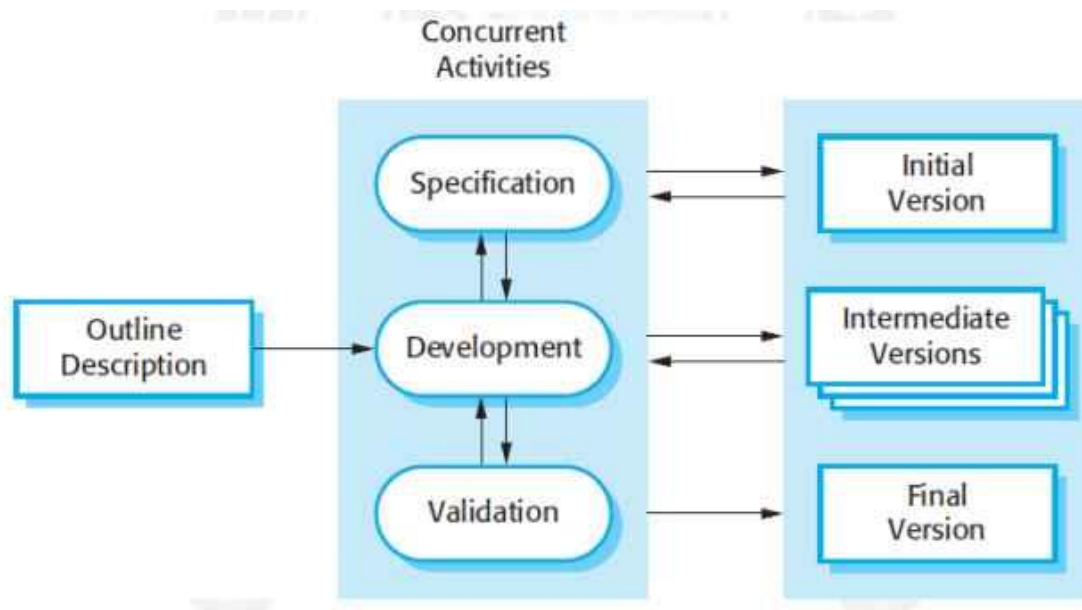 Concurrent
Activities
Specification
Initial
Version
Outline
Description
Development
Intermediate
Versions
Validation
Final
Version